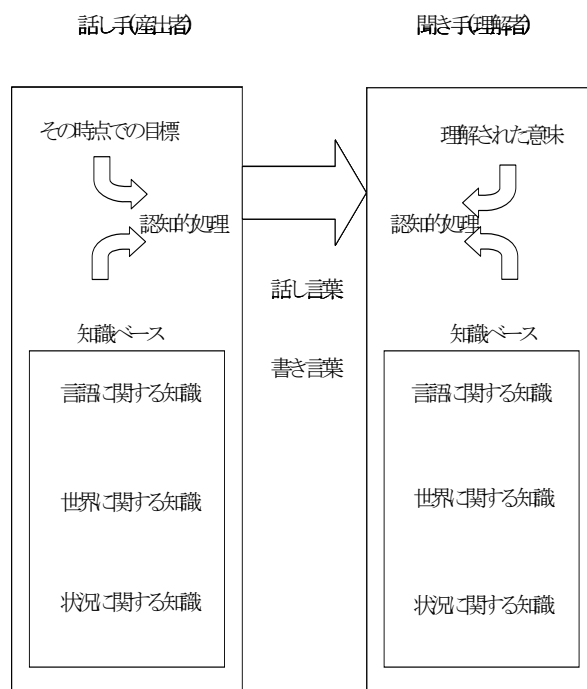 話し手(産出者)
聞き手(理解者)
その時点での目標
認知的処理
知識ベース
言語に関する知識
世界に関する知識
状況に関する知識
話し言葉
書き言葉
理解された意味
認知的処理
知識ベース
言語に関する知識
世界に関する知識
状況に関する知識